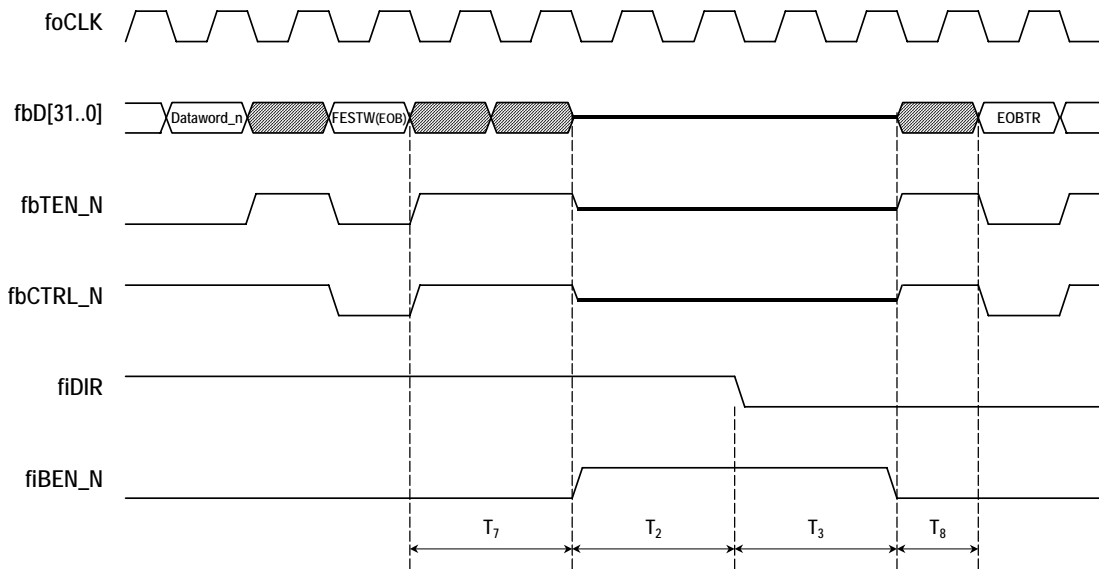 foCLK
fbD[31..0]
Dataword_n
FESTW(EOB)
EOBTR
fbTEN_N
fbCTRL_N
fiDIR
fiBEN_N
T7 T2 T3 T8